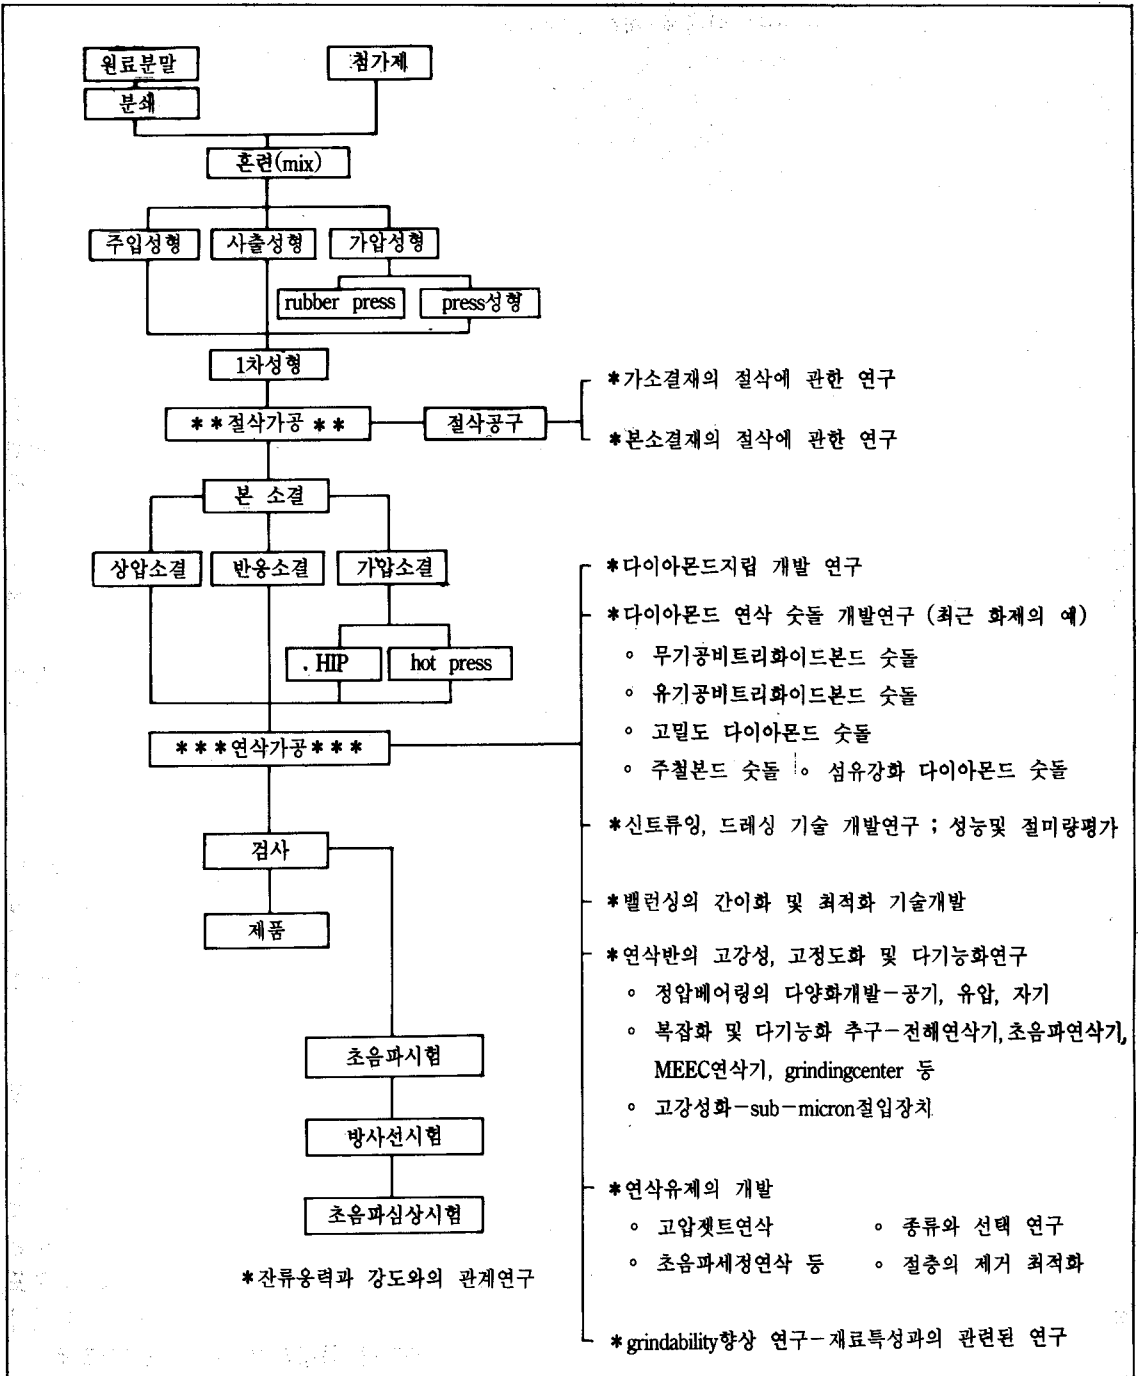 원료분말
첨가제
분쇄
혼련(mix)
주입성형
사출성형
가압성형
rubber press
press성형
1차성형
**절삭가공**
절삭공구
*가소결재의 절삭에 관한 연구
*본소결재의 절삭에 관한 연구
본 소결
상압소결
반응소결
가압소결
HIP
hot press
***연삭가공***
검사
제품
초음파시험
방사선시험
초음파심상시험
*잔류응력과 강도와의 관계연구
*다이아몬드지립 개발 연구
*다이아몬드 연삭 숫돌 개발연구 (최근 화제의 예)
◦ 무기공비트리화이드본드 숫돌
◦ 유기공비트리화이드본드 숫돌
◦ 고밀도 다이아몬드 숫돌
◦ 주철본드 숫돌 ◦ 섬유강화 다이아몬드 숫돌
*신트류잉, 드레싱 기술 개발연구 ; 성능및 절미량평가
*밸런싱의 간이화 및 최적화 기술개발
*연삭반의 고강성, 고정도화 및 다기능화연구
◦ 정압베어링의 다양화개발－공기, 유압, 자기
◦ 복잡화 및 다기능화 추구－전해연삭기, 초음파연삭기,
MEEC연삭기, grindingcenter 등
◦ 고강성화－sub－micron절입장치
*연삭유제의 개발
◦ 고압젯트연삭 ◦ 종류와 선택 연구
◦ 초음파세정연삭 등 ◦ 절층의 제거 최적화
*grindability향상 연구－재료특성과의 관련된 연구